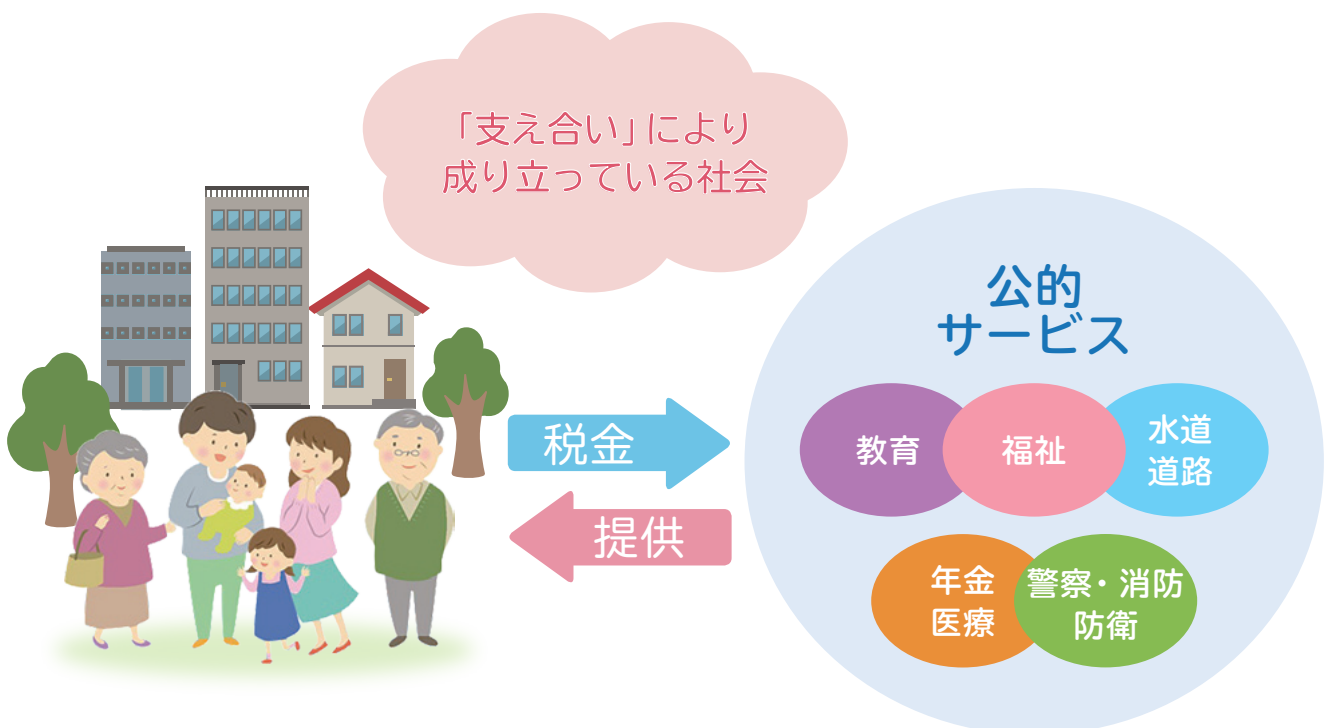 「支え合い」により
成り立っている社会
公的
サービス
税金
提供
教育
福祉
水道
道路
年金
医療
警察・消防
防衛